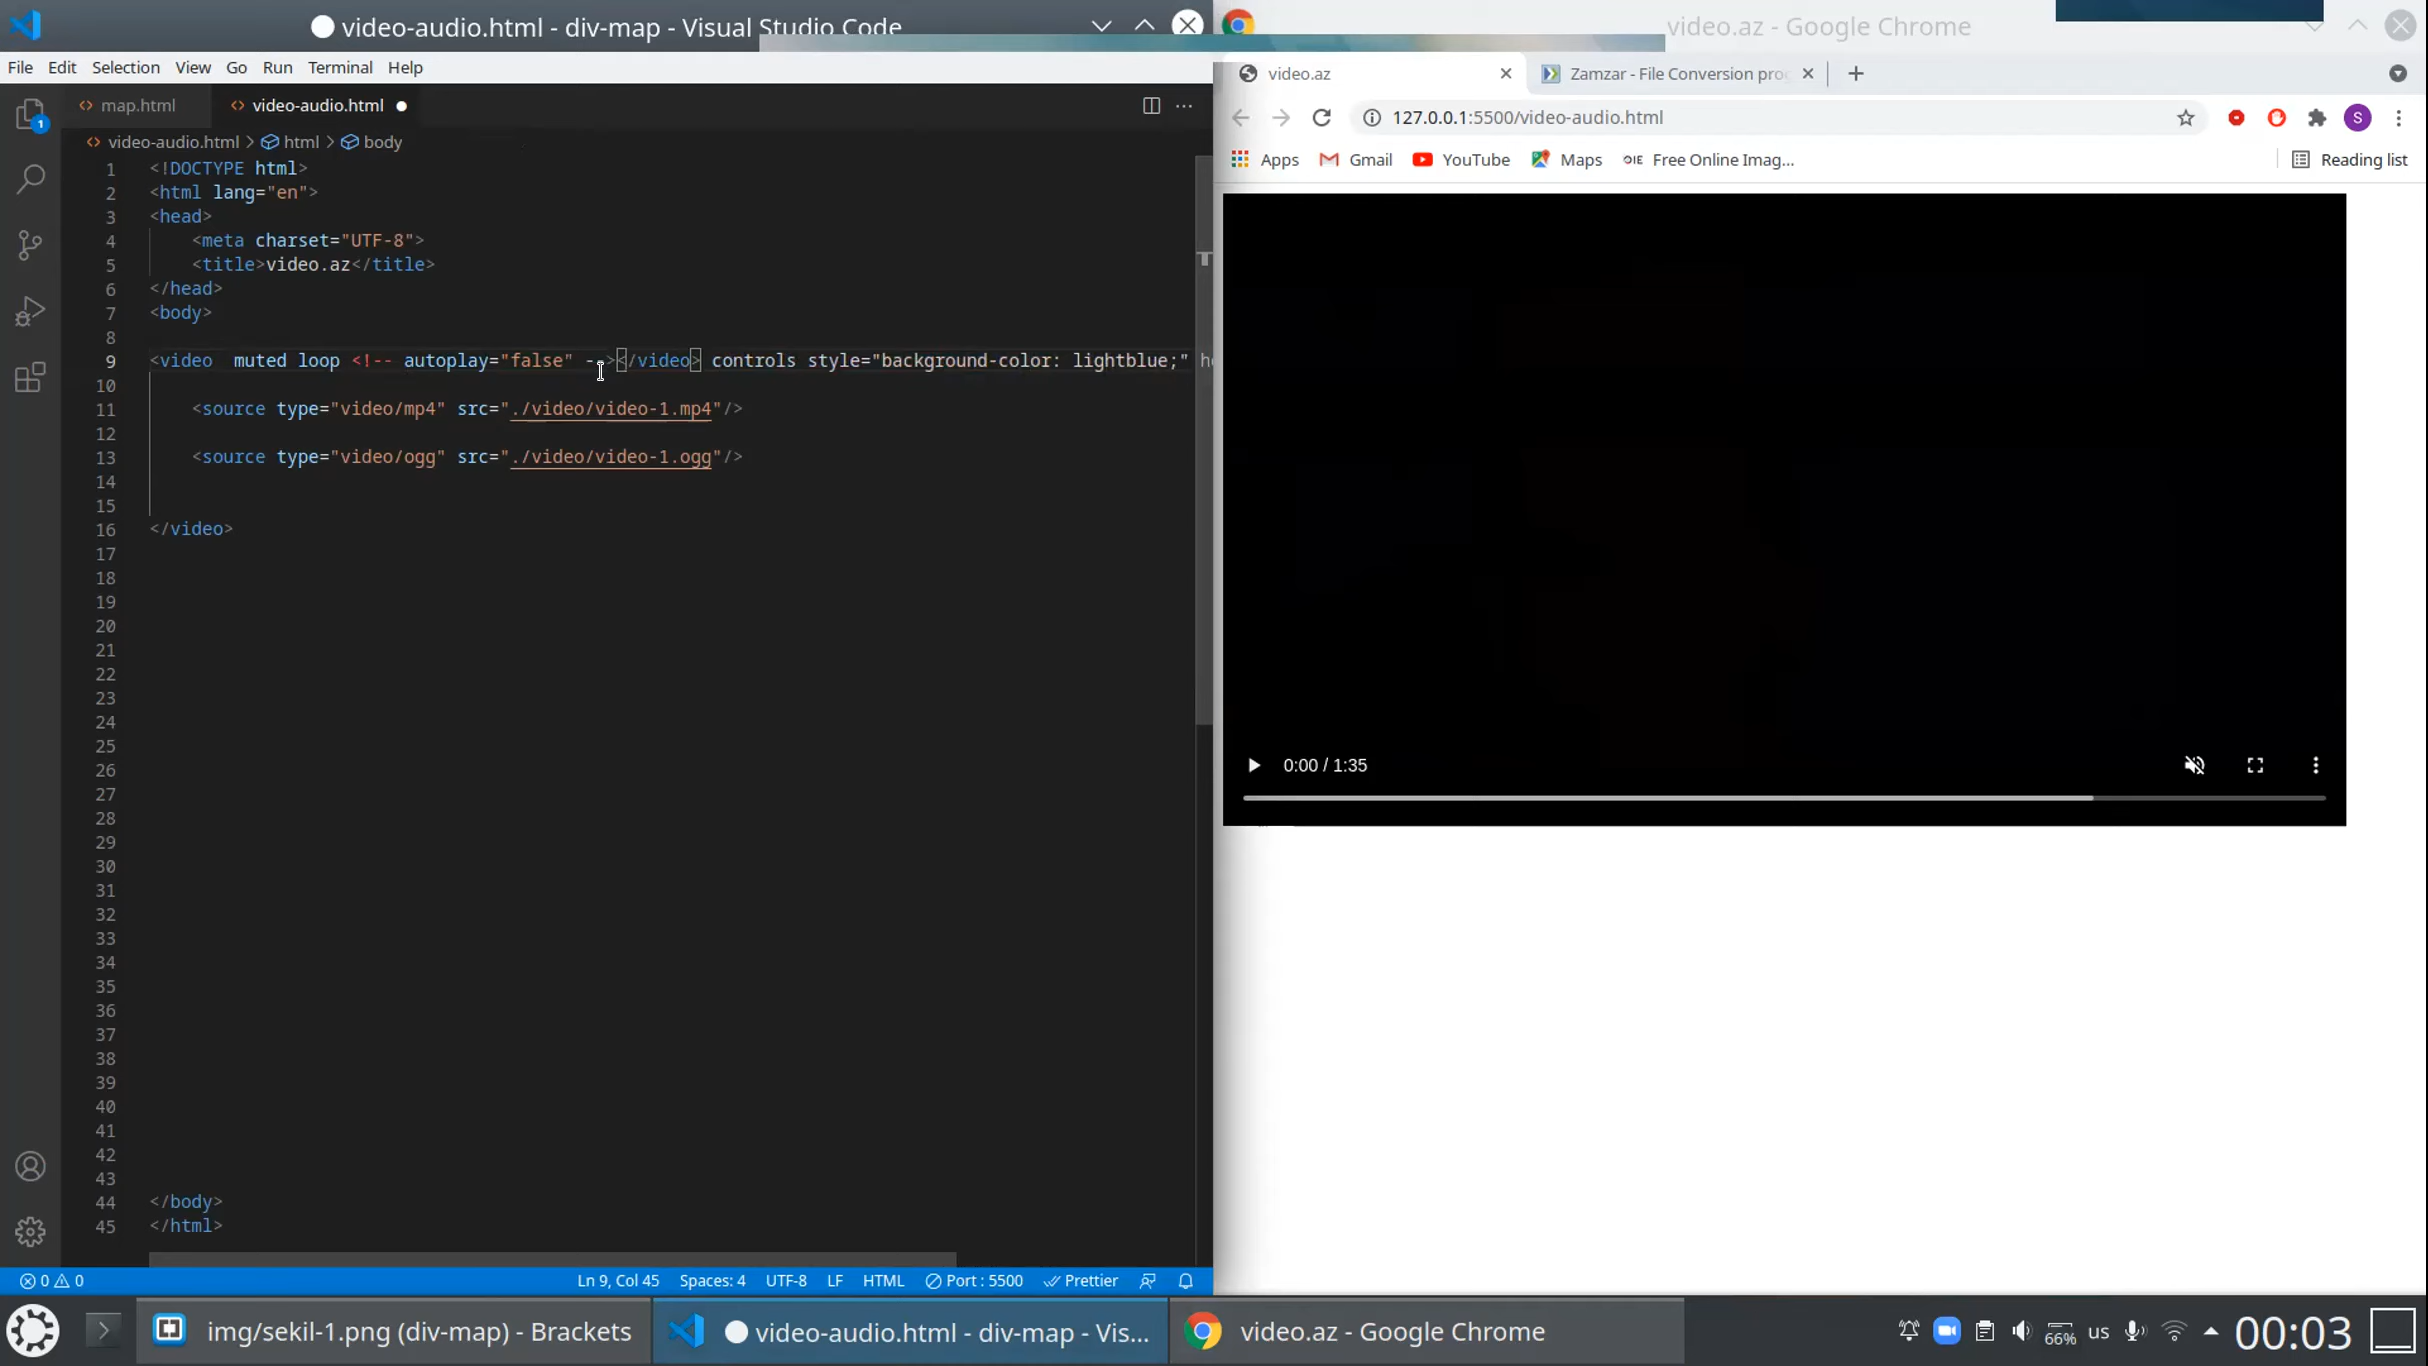 video-audio.html - div-map - Visual Studio Code
File Edit Selection View Go Run Terminal Help
map.html video-audio.html
video-audio.html > html > body
1 <!DOCTYPE html>
2 <html lang="en">
3 <head>
4 <meta charset="UTF-8">
5 <title>video.az</title>
6 </head>
7 <body>
8
9 <video  muted loop <!-- autoplay="false" --></video> controls style="background-color: lightblue;"
10
11 <source type="video/mp4" src="./video/video-1.mp4"/>
12
13 <source type="video/ogg" src="./video/video-1.ogg"/>
14
15
16 </video>
17
18
19
20
21
22
23
24
25
26
27
28
29
30
31
32
33
34
35
36
37
38
39
40
41
42
43
44 </body>
45 </html>
0 0 Ln 9, Col 45 Spaces: 4 UTF-8 LF HTML Port : 5500 Prettier
video.az - Google Chrome
video.az Zamzar - File Conversion prog
127.0.0.1:5500/video-audio.html S
Apps Gmail YouTube Maps OIE Free Online Imag... Reading list
0:00 / 1:35
img/sekil-1.png (div-map) - Brackets video-audio.html - div-map - Vis... video.az - Google Chrome 66% us 00:03